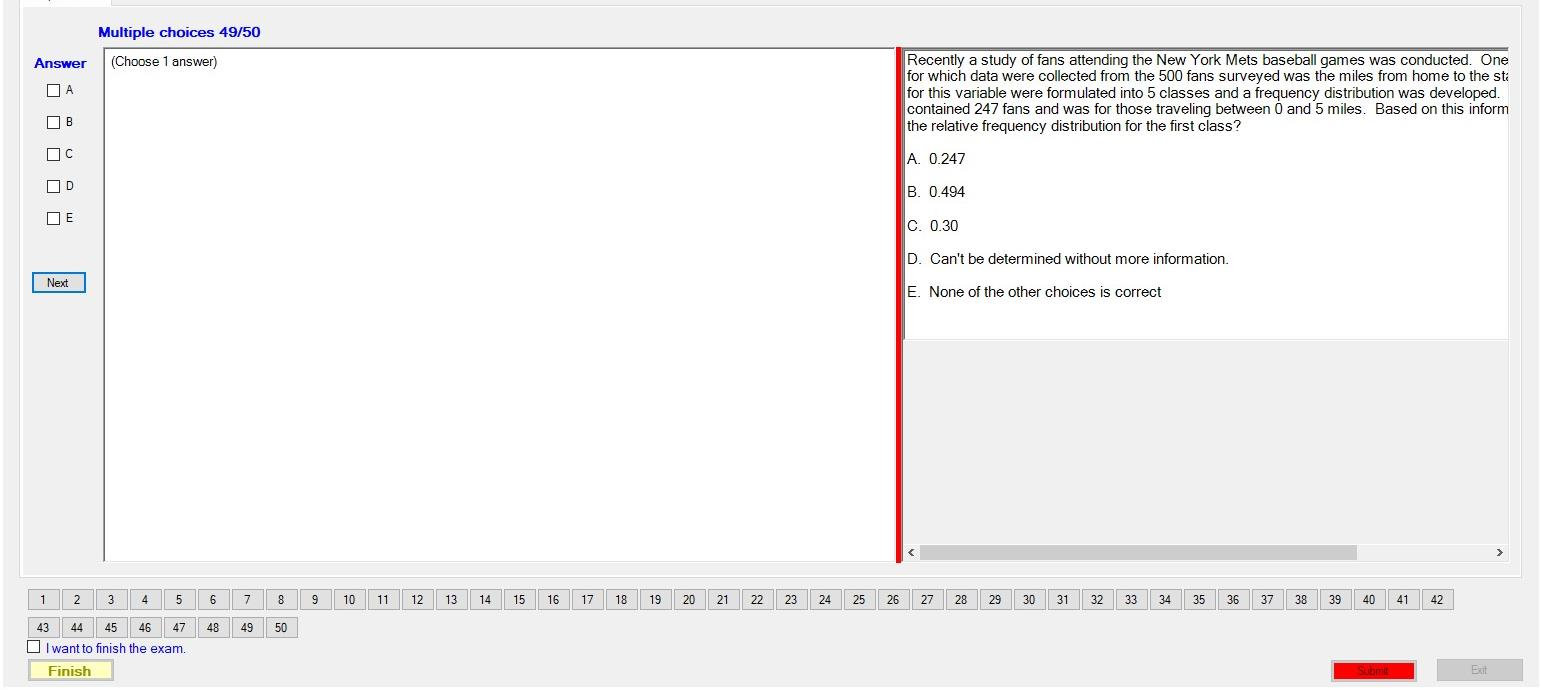 Multiple choices 49/50
Answer
(Choose 1 answer)
A
B
C
D
E
Next
Recently a study of fans attending the New York Mets baseball games was conducted. One
for which data were collected from the 500 fans surveyed was the miles from home to the sta
for this variable were formulated into 5 classes and a frequency distribution was developed.
contained 247 fans and was for those traveling between 0 and 5 miles. Based on this inform
the relative frequency distribution for the first class?
A. 0.247
B. 0.494
C. 0.30
D. Can't be determined without more information.
E. None of the other choices is correct
1 2 3 4 5 6 7 8 9 10 11 12 13 14 15 16 17 18 19 20 21 22 23 24 25 26 27 28 29 30 31 32 33 34 35 36 37 38 39 40 41 42
43 44 45 46 47 48 49 50
I want to finish the exam.
Finish Submit Exit